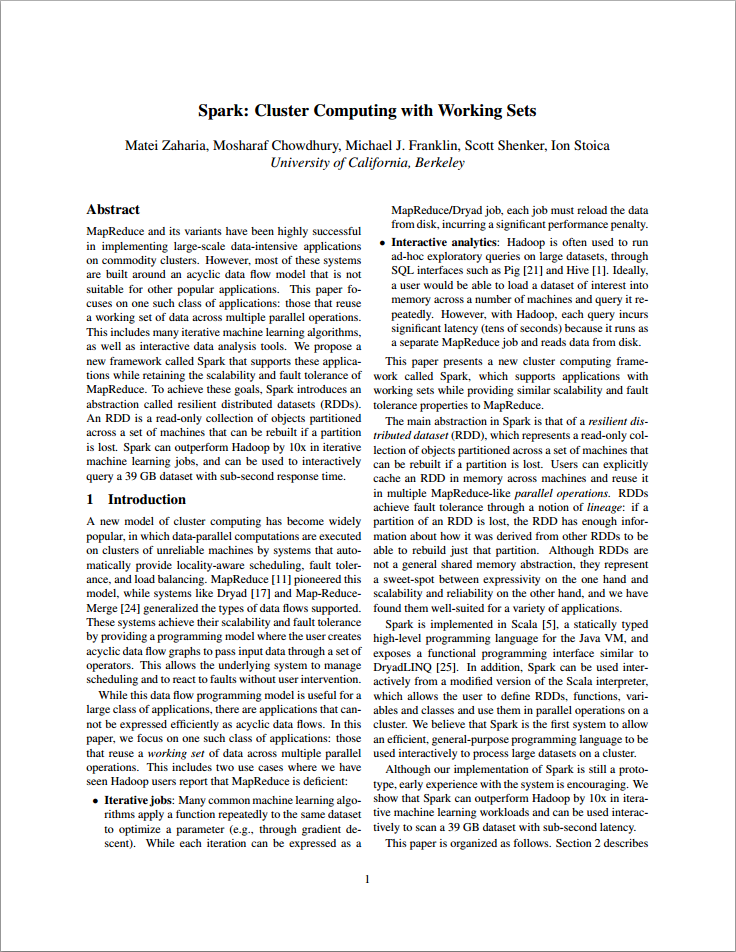 Spark: Cluster Computing with Working Sets
Matei Zaharia, Mosharaf Chowdhury, Michael J. Franklin, Scott Shenker, Ion Stoica
University of California, Berkeley
Abstract
MapReduce and its variants have been highly successful
in implementing large-scale data-intensive applications
on commodity clusters. However, most of these systems
are built around an acyclic data flow model that is not
suitable for other popular applications. This paper fo-
cuses on one such class of applications: those that reuse
a working set of data across multiple parallel operations.
This includes many iterative machine learning algorithms,
as well as interactive data analysis tools. We propose a
new framework called Spark that supports these applica-
tions while retaining the scalability and fault tolerance of
MapReduce. To achieve these goals, Spark introduces an
abstraction called resilient distributed datasets (RDDs).
An RDD is a read-only collection of objects partitioned
across a set of machines that can be rebuilt if a partition
is lost. Spark can outperform Hadoop by 10x in iterative
machine learning jobs, and can be used to interactively
query a 39 GB dataset with sub-second response time.
1 Introduction
A new model of cluster computing has become widely
popular, in which data-parallel computations are executed
on clusters of unreliable machines by systems that auto-
matically provide locality-aware scheduling, fault toler-
ance, and load balancing. MapReduce [11] pioneered this
model, while systems like Dryad [17] and Map-Reduce-
Merge [24] generalized the types of data flows supported.
These systems achieve their scalability and fault tolerance
by providing a programming model where the user creates
acyclic data flow graphs to pass input data through a set of
operators. This allows the underlying system to manage
scheduling and to react to faults without user intervention.
While this data flow programming model is useful for a
large class of applications, there are applications that can-
not be expressed efficiently as acyclic data flows. In this
paper, we focus on one such class of applications: those
that reuse a working set of data across multiple parallel
operations. This includes two use cases where we have
seen Hadoop users report that MapReduce is deficient:
• Iterative jobs: Many common machine learning algo-
rithms apply a function repeatedly to the same dataset
to optimize a parameter (e.g., through gradient de-
scent). While each iteration can be expressed as a
MapReduce/Dryad job, each job must reload the data
from disk, incurring a significant performance penalty.
• Interactive analytics: Hadoop is often used to run
ad-hoc exploratory queries on large datasets, through
SQL interfaces such as Pig [21] and Hive [1]. Ideally,
a user would be able to load a dataset of interest into
memory across a number of machines and query it re-
peatedly. However, with Hadoop, each query incurs
significant latency (tens of seconds) because it runs as
a separate MapReduce job and reads data from disk.
This paper presents a new cluster computing frame-
work called Spark, which supports applications with
working sets while providing similar scalability and fault
tolerance properties to MapReduce.
The main abstraction in Spark is that of a resilient dis-
tributed dataset (RDD), which represents a read-only col-
lection of objects partitioned across a set of machines that
can be rebuilt if a partition is lost. Users can explicitly
cache an RDD in memory across machines and reuse it
in multiple MapReduce-like parallel operations. RDDs
achieve fault tolerance through a notion of lineage: if a
partition of an RDD is lost, the RDD has enough infor-
mation about how it was derived from other RDDs to be
able to rebuild just that partition. Although RDDs are
not a general shared memory abstraction, they represent
a sweet-spot between expressivity on the one hand and
scalability and reliability on the other hand, and we have
found them well-suited for a variety of applications.
Spark is implemented in Scala [5], a statically typed
high-level programming language for the Java VM, and
exposes a functional programming interface similar to
DryadLINQ [25]. In addition, Spark can be used inter-
actively from a modified version of the Scala interpreter,
which allows the user to define RDDs, functions, vari-
ables and classes and use them in parallel operations on a
cluster. We believe that Spark is the first system to allow
an efficient, general-purpose programming language to be
used interactively to process large datasets on a cluster.
Although our implementation of Spark is still a proto-
type, early experience with the system is encouraging. We
show that Spark can outperform Hadoop by 10x in itera-
tive machine learning workloads and can be used interac-
tively to scan a 39 GB dataset with sub-second latency.
This paper is organized as follows. Section 2 describes
1